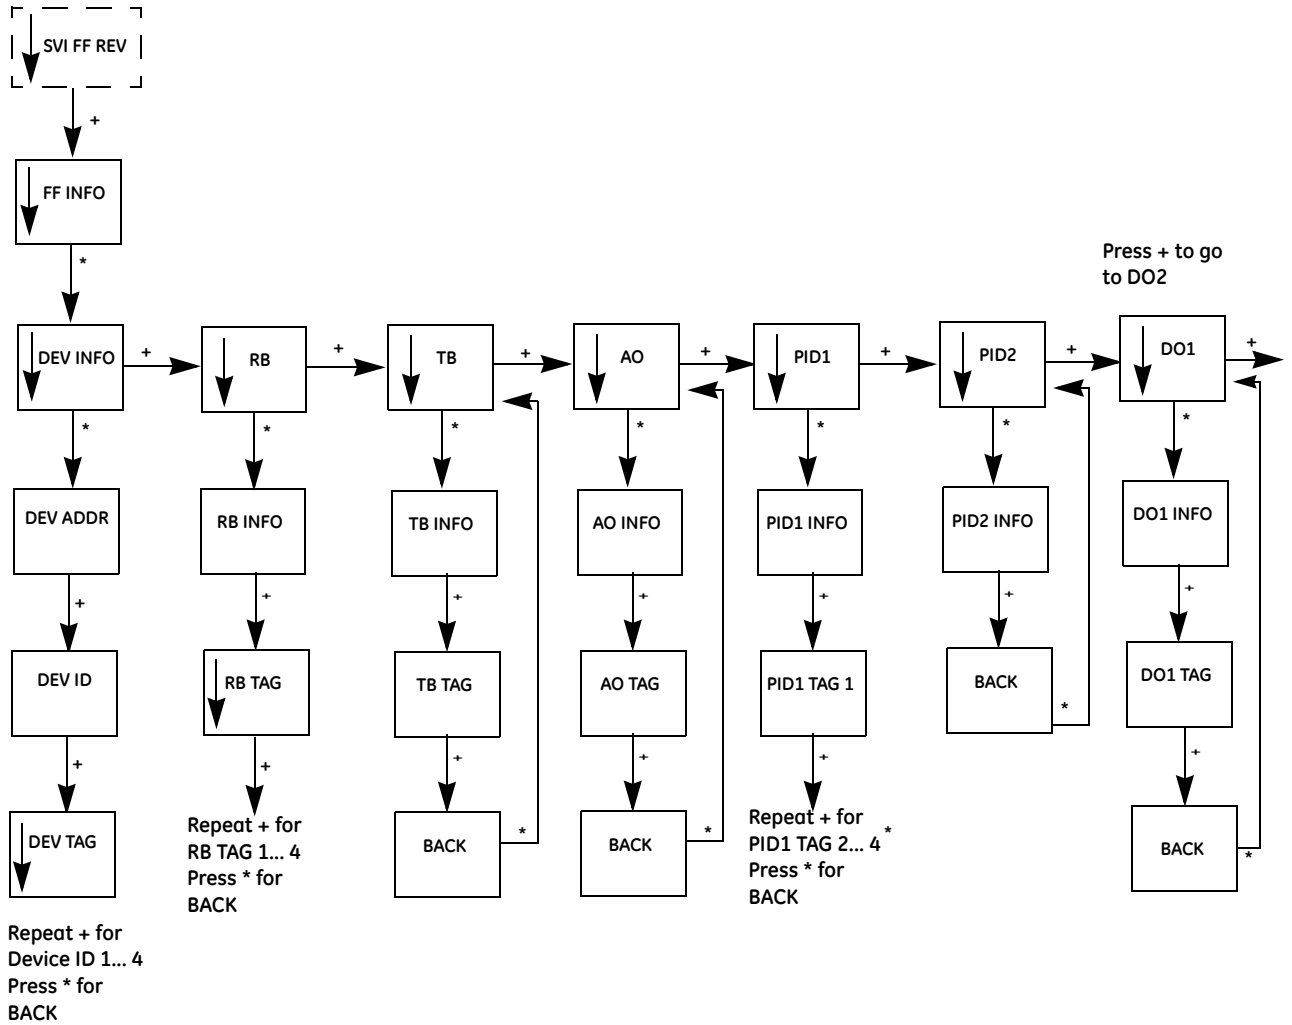 SVI FF REV
+
FF INFO
*
Press + to go
to DO2
DEV INFO
+
RB
+
TB
+
AO
+
PID1
+
PID2
+
DO1
+
*
*
*
*
*
*
*
DEV ADDR
RB INFO
TB INFO
AO INFO
PID1 INFO
PID2 INFO
DO1 INFO
+
+
+
+
+
+
+
DEV ID
RB TAG
TB TAG
AO TAG
PID1 TAG 1
BACK
*
DO1 TAG
+
+
+
+
+
+
DEV TAG
Repeat + for
RB TAG 1... 4
Press * for
BACK
BACK
*
BACK
*
Repeat + for
PID1 TAG 2... 4 *
Press * for
BACK
BACK
*
Repeat + for
Device ID 1... 4
Press * for
BACK